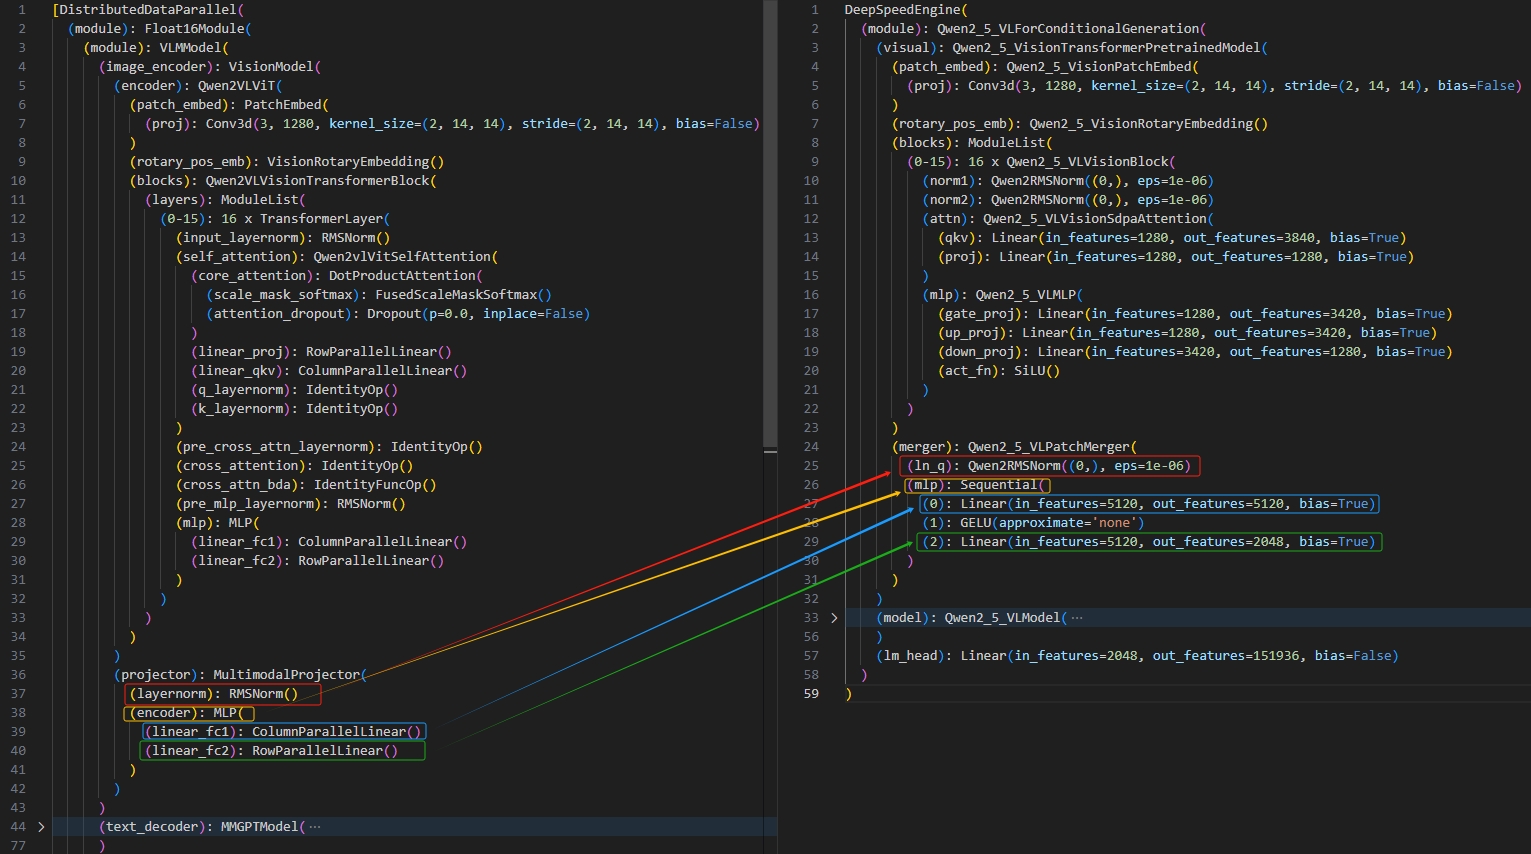 1 [DistributedDataParallel(
2 (module): Float16Module(
3 (module): VLMModel(
4 (image_encoder): VisionModel(
5 (encoder): Qwen2VLViT(
6 (patch_embed): PatchEmbed(
7 (proj): Conv3d(3, 1280, kernel_size=(2, 14, 14), stride=(2, 14, 14), bias=False)
8 )
9 (rotary_pos_emb): VisionRotaryEmbedding()
10 (blocks): Qwen2VLVisionTransformerBlock(
11 (layers): ModuleList(
12 (0-15): 16 x TransformerLayer(
13 (input_layernorm): RMSNorm()
14 (self_attention): Qwen2vlVitSelfAttention(
15 (core_attention): DotProductAttention(
16 (scale_mask_softmax): FusedScaleMaskSoftmax()
17 (attention_dropout): Dropout(p=0.0, inplace=False)
18 )
19 (linear_proj): RowParallelLinear()
20 (linear_qkv): ColumnParallelLinear()
21 (q_layernorm): IdentityOp()
22 (k_layernorm): IdentityOp()
23 )
24 (pre_cross_attn_layernorm): IdentityOp()
25 (cross_attention): IdentityOp()
26 (cross_attn_bda): IdentityFuncOp()
27 (pre_mlp_layernorm): RMSNorm()
28 (mlp): MLP(
29 (linear_fc1): ColumnParallelLinear()
30 (linear_fc2): RowParallelLinear()
31 )
32 )
33 )
34 )
35 )
36 (projector): MultimodalProjector(
37 (layernorm): RMSNorm()
38 (encoder): MLP(
39 (linear_fc1): ColumnParallelLinear()
40 (linear_fc2): RowParallelLinear()
41 )
42 )
43 )
44 (text_decoder): MMGPTModel( ···
77 )
1 DeepSpeedEngine(
2 (module): Qwen2_5_VLForConditionalGeneration(
3 (visual): Qwen2_5_VisionTransformerPretrainedModel(
4 (patch_embed): Qwen2_5_VisionPatchEmbed(
5 (proj): Conv3d(3, 1280, kernel_size=(2, 14, 14), stride=(2, 14, 14), bias=False)
6 )
7 (rotary_pos_emb): Qwen2_5_VisionRotaryEmbedding()
8 (blocks): ModuleList(
9 (0-15): 16 x Qwen2_5_VLVisionBlock(
10 (norm1): Qwen2RMSNorm((0,), eps=1e-06)
11 (norm2): Qwen2RMSNorm((0,), eps=1e-06)
12 (attn): Qwen2_5_VLVisionSdpaAttention(
13 (qkv): Linear(in_features=1280, out_features=3840, bias=True)
14 (proj): Linear(in_features=1280, out_features=1280, bias=True)
15 )
16 (mlp): Qwen2_5_VLMLP(
17 (gate_proj): Linear(in_features=1280, out_features=3420, bias=True)
18 (up_proj): Linear(in_features=1280, out_features=3420, bias=True)
19 (down_proj): Linear(in_features=3420, out_features=1280, bias=True)
20 (act_fn): SiLU()
21 )
22 )
23 )
24 (merger): Qwen2_5_VLPatchMerger(
25 (ln_q): Qwen2RMSNorm((0,), eps=1e-06)
26 (mlp): Sequential(
27 (0): Linear(in_features=5120, out_features=5120, bias=True)
28 (1): GELU(approximate='none')
29 (2): Linear(in_features=5120, out_features=2048, bias=True)
30 )
31 )
32 )
33 (model): Qwen2_5_VLModel( ···
56 )
57 (lm_head): Linear(in_features=2048, out_features=151936, bias=False)
58 )
59 )